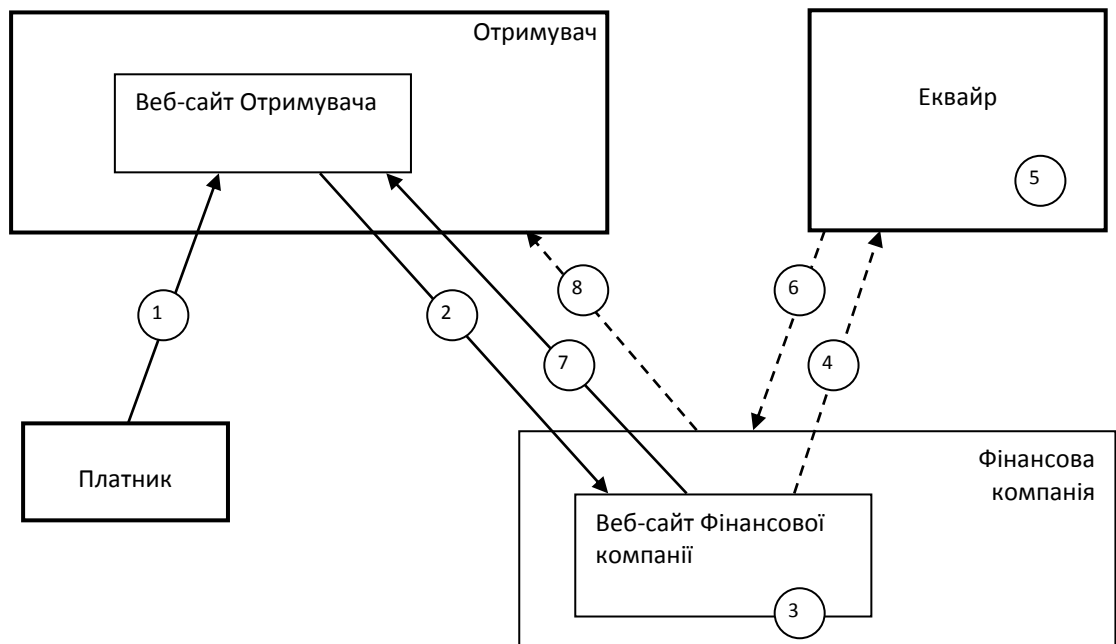 Отримувач
Веб-сайт Отримувача
Еквайр
5
8
6
1
2
7
4
Платник
Фінансова
компанія
Веб-сайт Фінансової
компанії
3